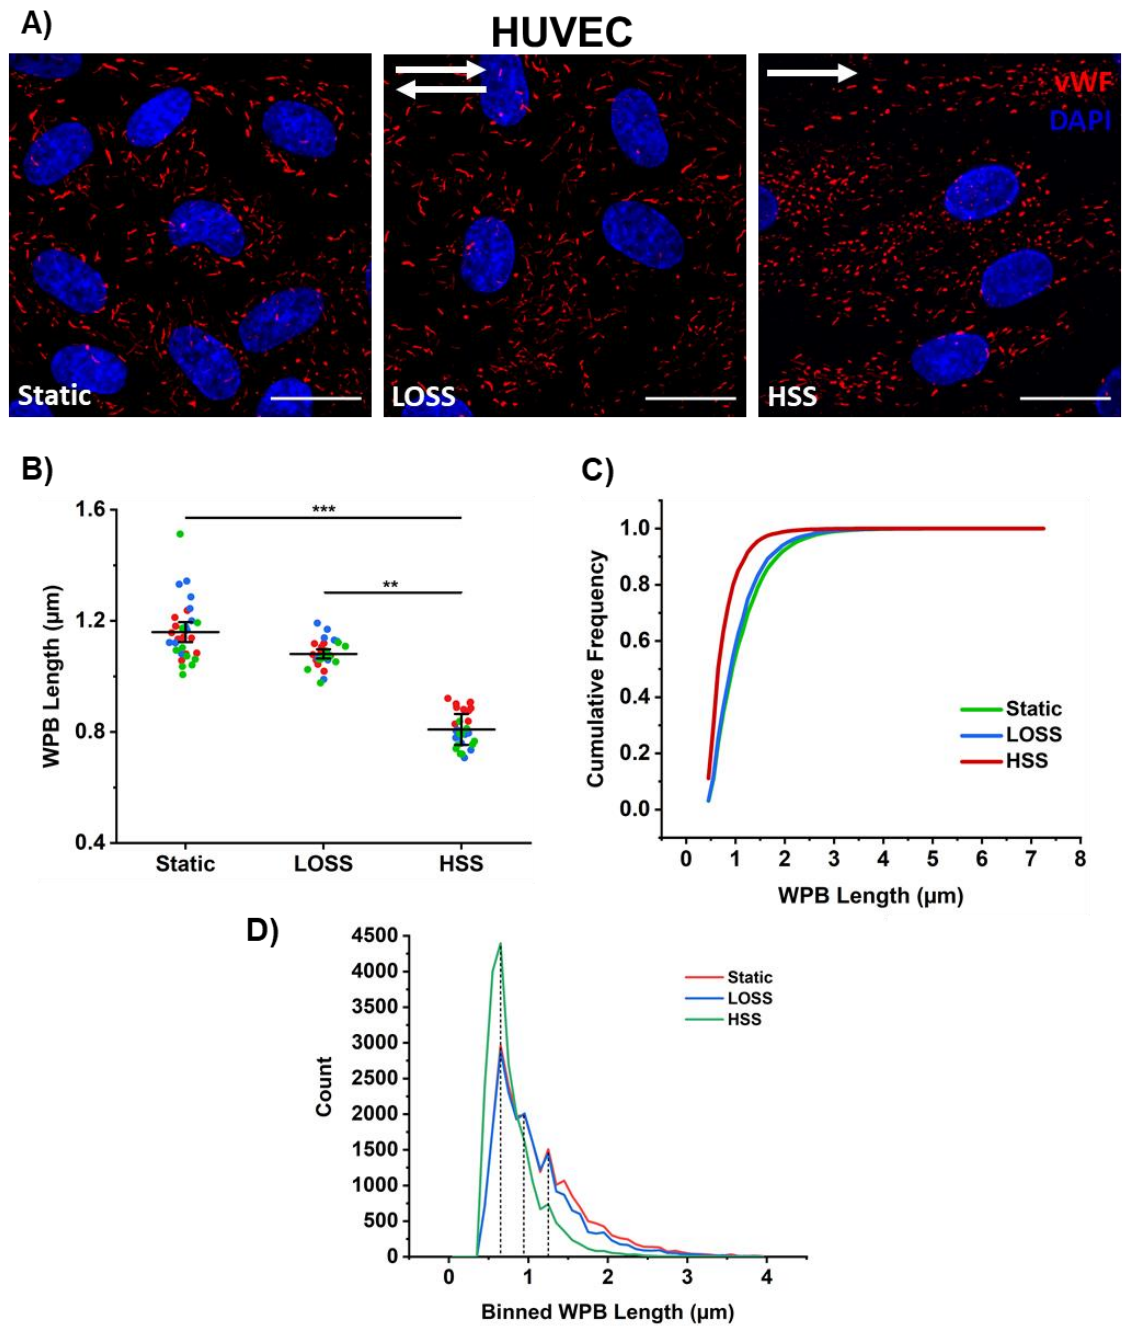 A)
HUVEC
vWF
DAPI
Static
LOSS
HSS
B)
C)
1.6
1.2
0.8
0.4
WPB Length (µm)
***
**
Static
LOSS
HSS
1.0
0.8
0.6
0.4
0.2
0.0
Cumulative Frequency
Static
LOSS
HSS
0 1 2 3 4 5 6 7 8
WPB Length (µm)
D)
4500
4000
3500
3000
2500
2000
1500
1000
500
0
Count
Static
LOSS
HSS
0 1 2 3 4
Binned WPB Length (µm)